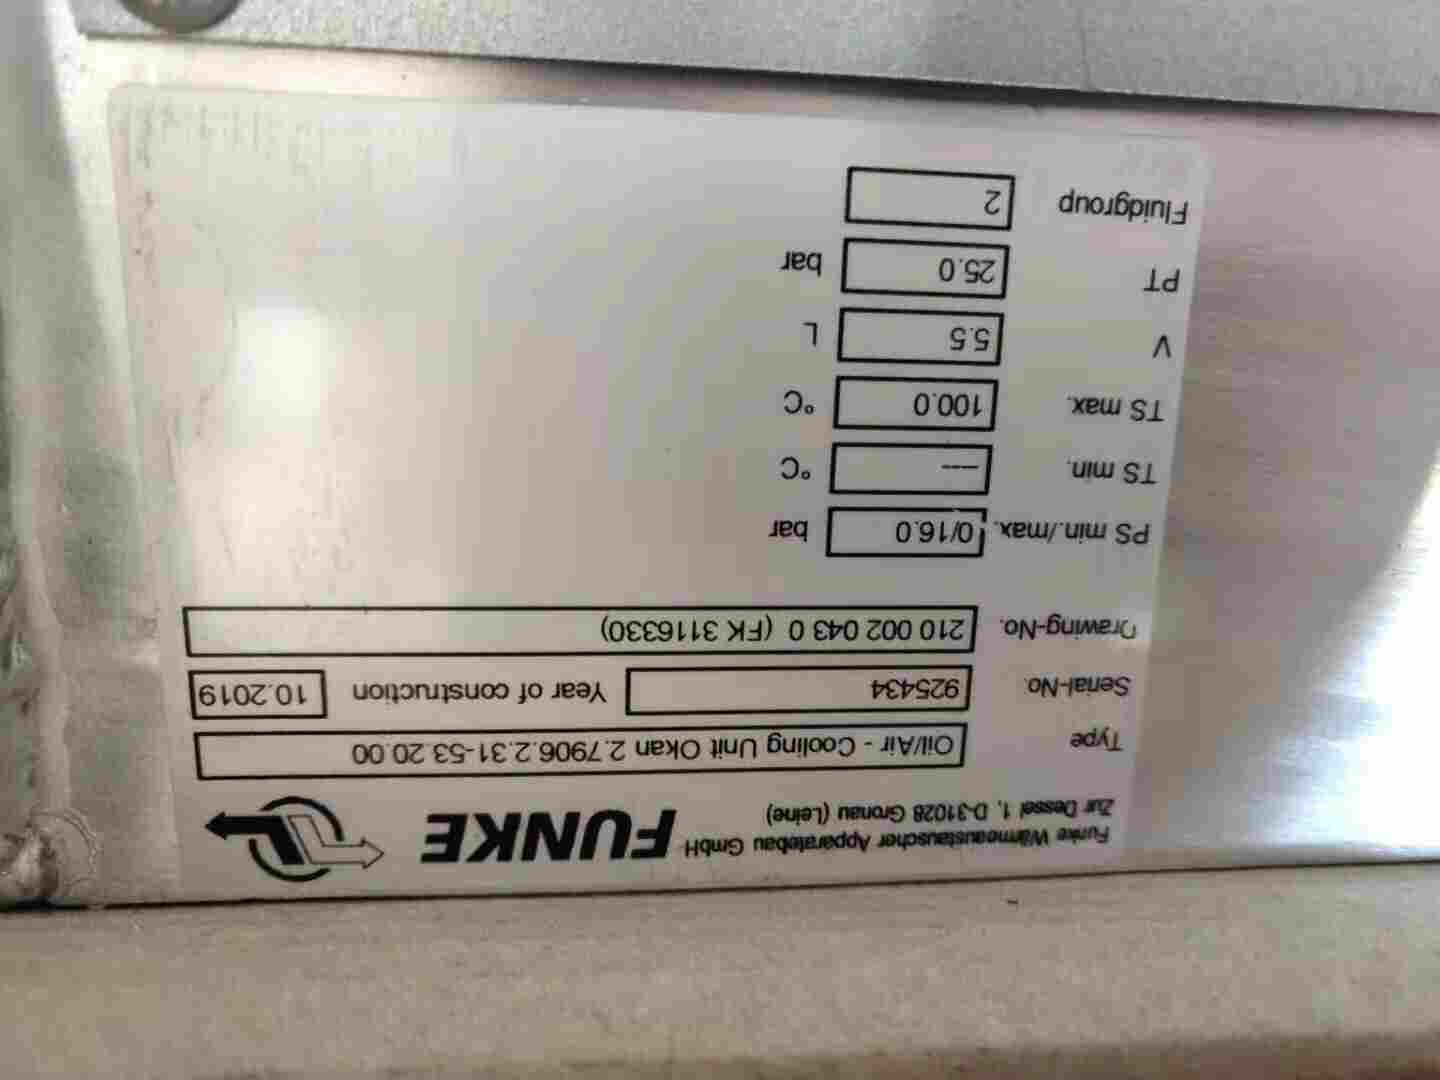 Funke Wärmeaustauscher Apparatebau GmbH FUNKE
Zur Dessel 1, D-31028 Gronau (Leine)
Type Oil/Air - Cooling Unit Okan 2.7906.2.31-53.20.00
Serial-No. 925434 Year of construction 10.2019
Drawing-No. 210 002 043 0 (FK 3116330)
PS min./max. 0/16.0 bar
TS min. --- °C
TS max. 100.0 °C
V 5.5 L
PT 25.0 bar
Fluidgroup 2